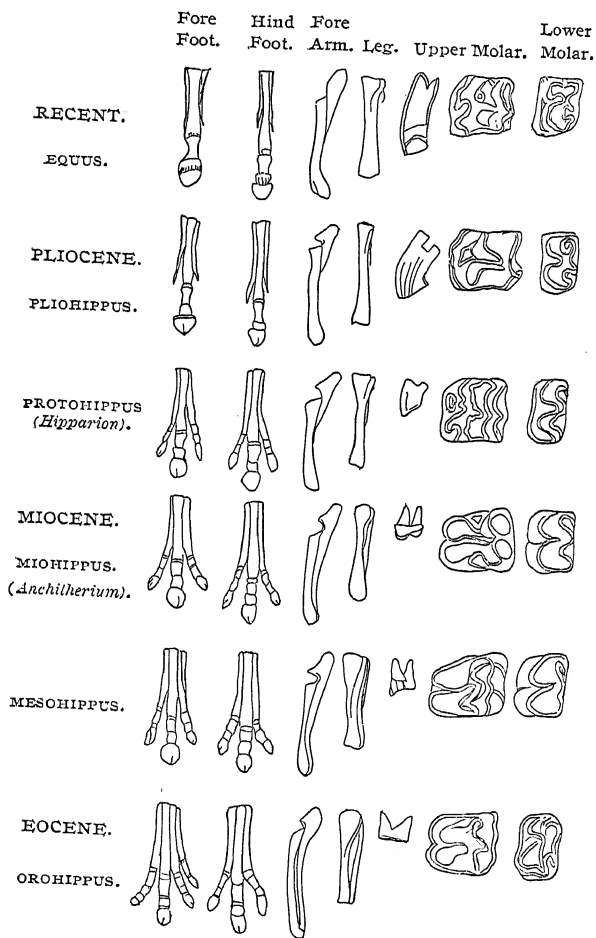 Fore Foot. Hind Foot. Fore Arm. Leg. Upper Molar. Lower Molar.
RECENT.
EQUUS.
PLIOCENE.
PLIOHIPPUS.
PROTOHIPPUS
(Hipparion).
MIOCENE.
MIOHIPPUS.
(Anchitherium).
MESOHIPPUS.
EOCENE.
OROHIPPUS.